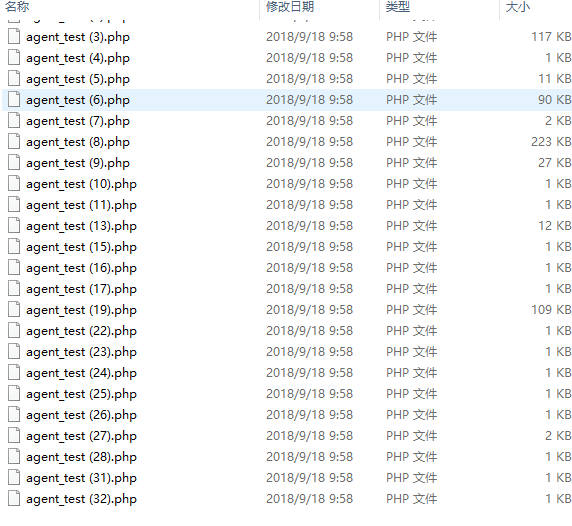 名称 修改日期 类型 大小
agent_test (3).php 2018/9/18 9:58 PHP 文件 117 KB
agent_test (4).php 2018/9/18 9:58 PHP 文件 1 KB
agent_test (5).php 2018/9/18 9:58 PHP 文件 11 KB
agent_test (6).php 2018/9/18 9:58 PHP 文件 90 KB
agent_test (7).php 2018/9/18 9:58 PHP 文件 2 KB
agent_test (8).php 2018/9/18 9:58 PHP 文件 223 KB
agent_test (9).php 2018/9/18 9:58 PHP 文件 27 KB
agent_test (10).php 2018/9/18 9:58 PHP 文件 1 KB
agent_test (11).php 2018/9/18 9:58 PHP 文件 1 KB
agent_test (13).php 2018/9/18 9:58 PHP 文件 12 KB
agent_test (15).php 2018/9/18 9:58 PHP 文件 1 KB
agent_test (16).php 2018/9/18 9:58 PHP 文件 1 KB
agent_test (17).php 2018/9/18 9:58 PHP 文件 1 KB
agent_test (19).php 2018/9/18 9:58 PHP 文件 109 KB
agent_test (22).php 2018/9/18 9:58 PHP 文件 1 KB
agent_test (23).php 2018/9/18 9:58 PHP 文件 1 KB
agent_test (24).php 2018/9/18 9:58 PHP 文件 1 KB
agent_test (25).php 2018/9/18 9:58 PHP 文件 1 KB
agent_test (26).php 2018/9/18 9:58 PHP 文件 1 KB
agent_test (27).php 2018/9/18 9:58 PHP 文件 2 KB
agent_test (28).php 2018/9/18 9:58 PHP 文件 1 KB
agent_test (31).php 2018/9/18 9:58 PHP 文件 1 KB
agent_test (32).php 2018/9/18 9:58 PHP 文件 1 KB